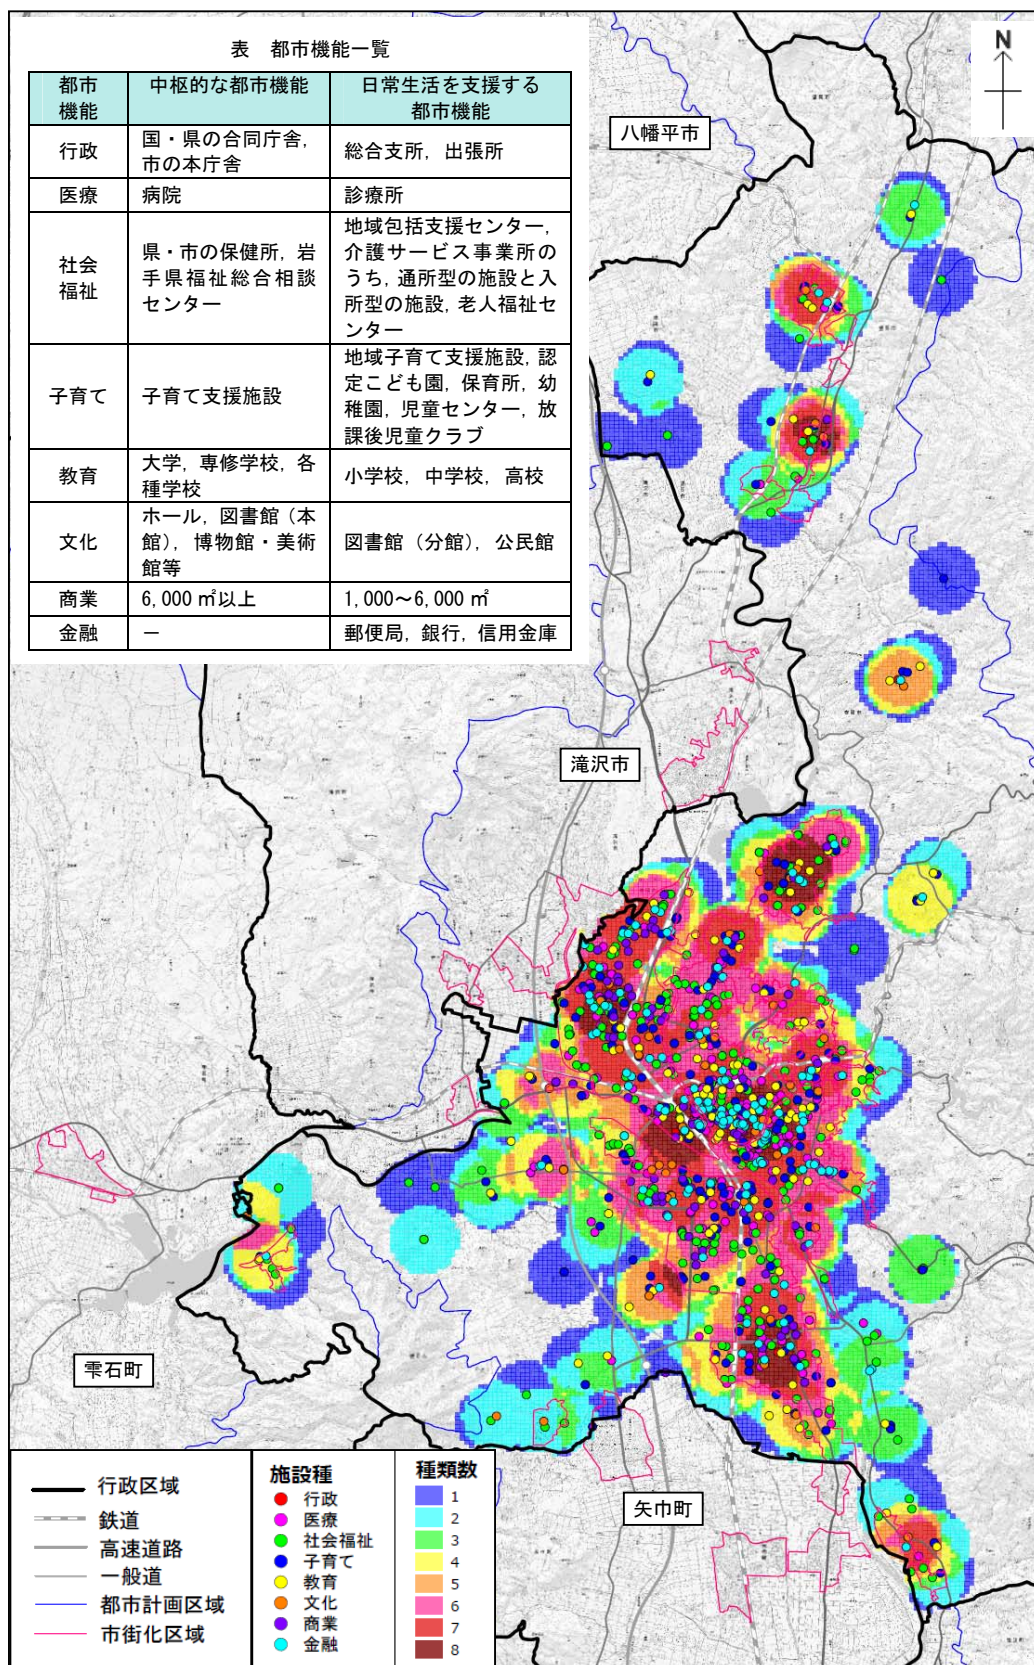 表　都市機能一覧
都市
機能
中枢的な都市機能
日常生活を支援する
都市機能
行政
国・県の合同庁舎,
市の本庁舎
総合支所, 出張所
医療
病院
診療所
社会
福祉
県・市の保健所, 岩
手県福祉総合相談
センター
地域包括支援センター,
介護サービス事業所の
うち, 通所型の施設と入
所型の施設, 老人福祉セ
ンター
子育て
子育て支援施設
地域子育て支援施設, 認
定こども園, 保育所, 幼
稚園, 児童センター, 放
課後児童クラブ
教育
大学, 専修学校, 各
種学校
小学校, 中学校, 高校
文化
ホール, 図書館（本
館）, 博物館・美術
館等
図書館（分館）, 公民館
商業
6,000 ㎡以上
1,000～6,000 ㎡
金融
－
郵便局, 銀行, 信用金庫
N
八幡平市
滝沢市
雫石町
矢巾町
行政区域
鉄道
高速道路
一般道
都市計画区域
市街化区域
施設種
行政
医療
社会福祉
子育て
教育
文化
商業
金融
種類数
1
2
3
4
5
6
7
8